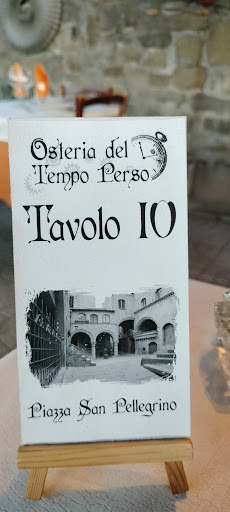 Osteria del
Tempo Perso
Tavolo 10
Piazza San Pellegrino